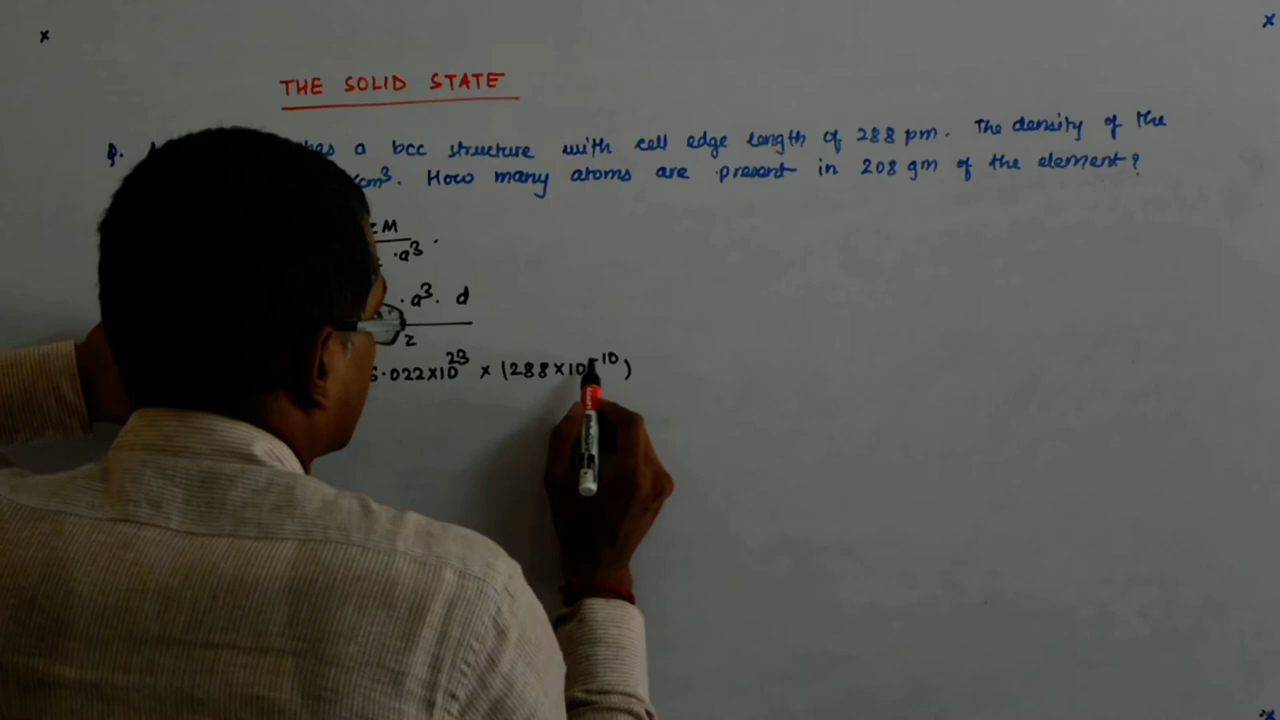 THE SOLID STATE
Q. has a bcc structure with cell edge length of 288 pm. The density of the
/cm³. How many atoms are present in 208 gm of the element?
zM
.a³.
.a³. d
z
6.022×10²³ × (288×10⁻¹⁰)